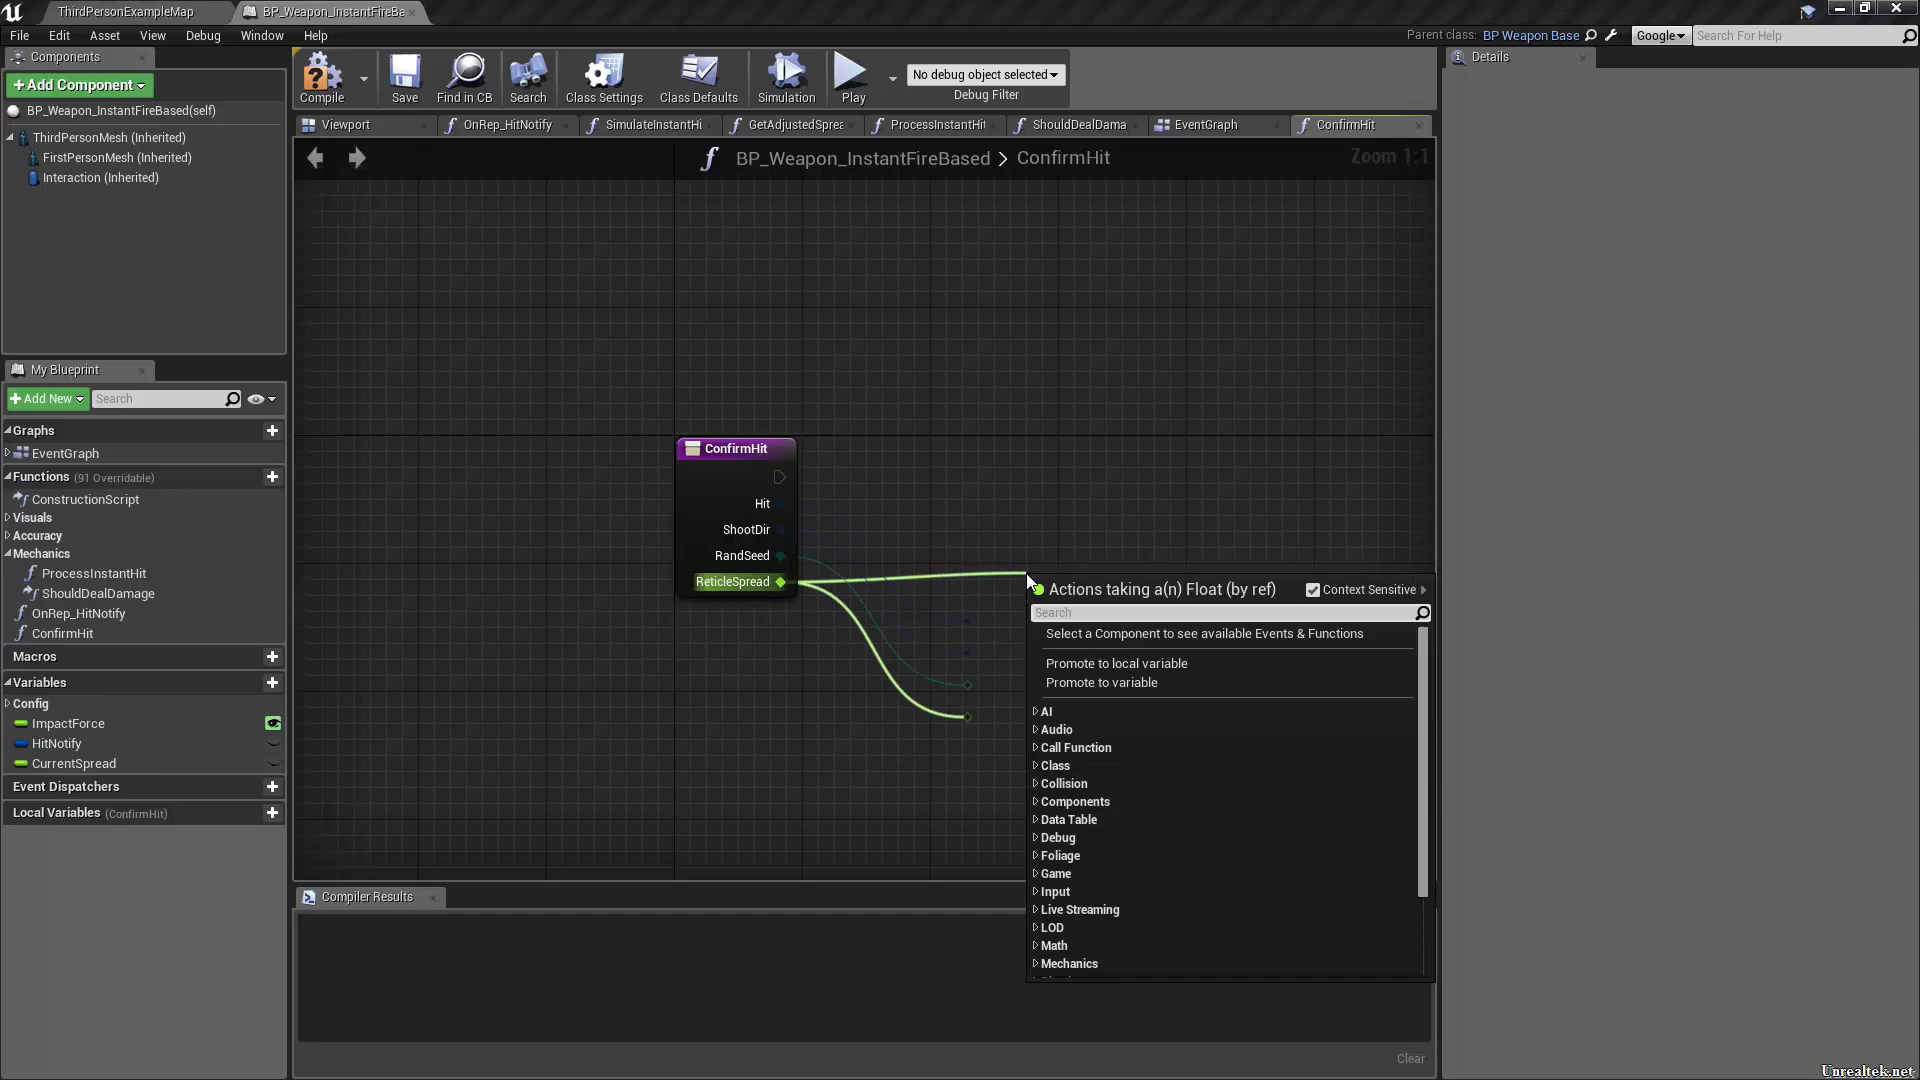 ThirdPersonExampleMap
BP_Weapon_InstantFireBa
File Edit Asset View Debug Window Help
Parent class: BP Weapon Base
Google
Search For Help
Components
+ Add Component
BP_Weapon_InstantFireBased(self)
ThirdPersonMesh (Inherited)
FirstPersonMesh (Inherited)
Interaction (Inherited)
Compile
Save
Find in CB
Search
Class Settings
Class Defaults
Simulation
Play
No debug object selected
Debug Filter
Details
Viewport
OnRep_HitNotify
SimulateInstantHi
GetAdjustedSprea
ProcessInstantHit
ShouldDealDama
EventGraph
ConfirmHit
BP_Weapon_InstantFireBased > ConfirmHit
Zoom 1:1
My Blueprint
+ Add New
Search
Graphs
EventGraph
Functions (91 Overridable)
ConstructionScript
Visuals
Accuracy
Mechanics
ProcessInstantHit
ShouldDealDamage
OnRep_HitNotify
ConfirmHit
Macros
Variables
Config
ImpactForce
HitNotify
CurrentSpread
Event Dispatchers
Local Variables (ConfirmHit)
ConfirmHit
Hit
ShootDir
RandSeed
ReticleSpread
Actions taking a(n) Float (by ref)
Context Sensitive
Search
Select a Component to see available Events & Functions
Promote to local variable
Promote to variable
AI
Audio
Call Function
Class
Collision
Components
Data Table
Debug
Foliage
Game
Input
Live Streaming
LOD
Math
Mechanics
Compiler Results
Clear
Unrealtek.net